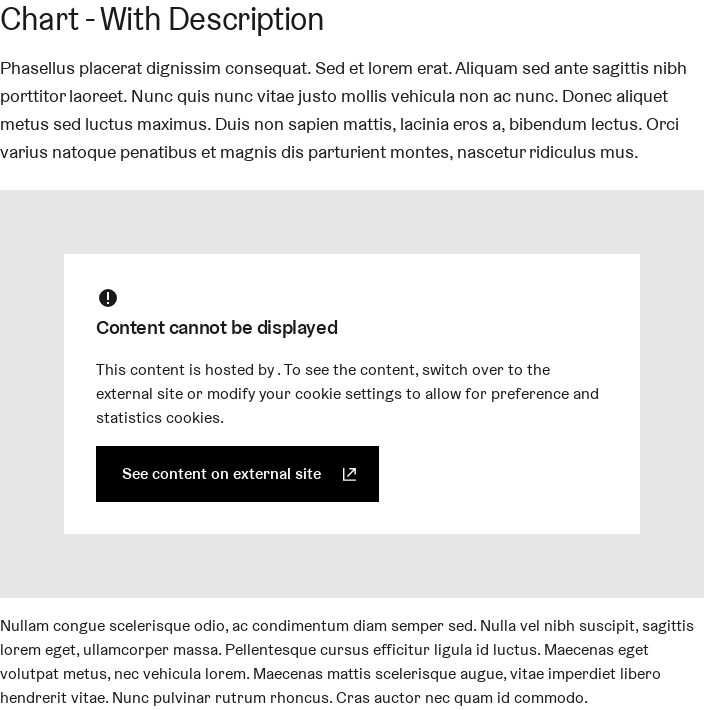 Chart - With Description
Phasellus placerat dignissim consequat. Sed et lorem erat. Aliquam sed ante sagittis nibh
porttitor laoreet. Nunc quis nunc vitae justo mollis vehicula non ac nunc. Donec aliquet
metus sed luctus maximus. Duis non sapien mattis, lacinia eros a, bibendum lectus. Orci
varius natoque penatibus et magnis dis parturient montes, nascetur ridiculus mus.
Content cannot be displayed
This content is hosted by . To see the content, switch over to the
external site or modify your cookie settings to allow for preference and
statistics cookies.
See content on external site
Nullam congue scelerisque odio, ac condimentum diam semper sed. Nulla vel nibh suscipit, sagittis
lorem eget, ullamcorper massa. Pellentesque cursus efficitur ligula id luctus. Maecenas eget
volutpat metus, nec vehicula lorem. Maecenas mattis scelerisque augue, vitae imperdiet libero
hendrerit vitae. Nunc pulvinar rutrum rhoncus. Cras auctor nec quam id commodo.